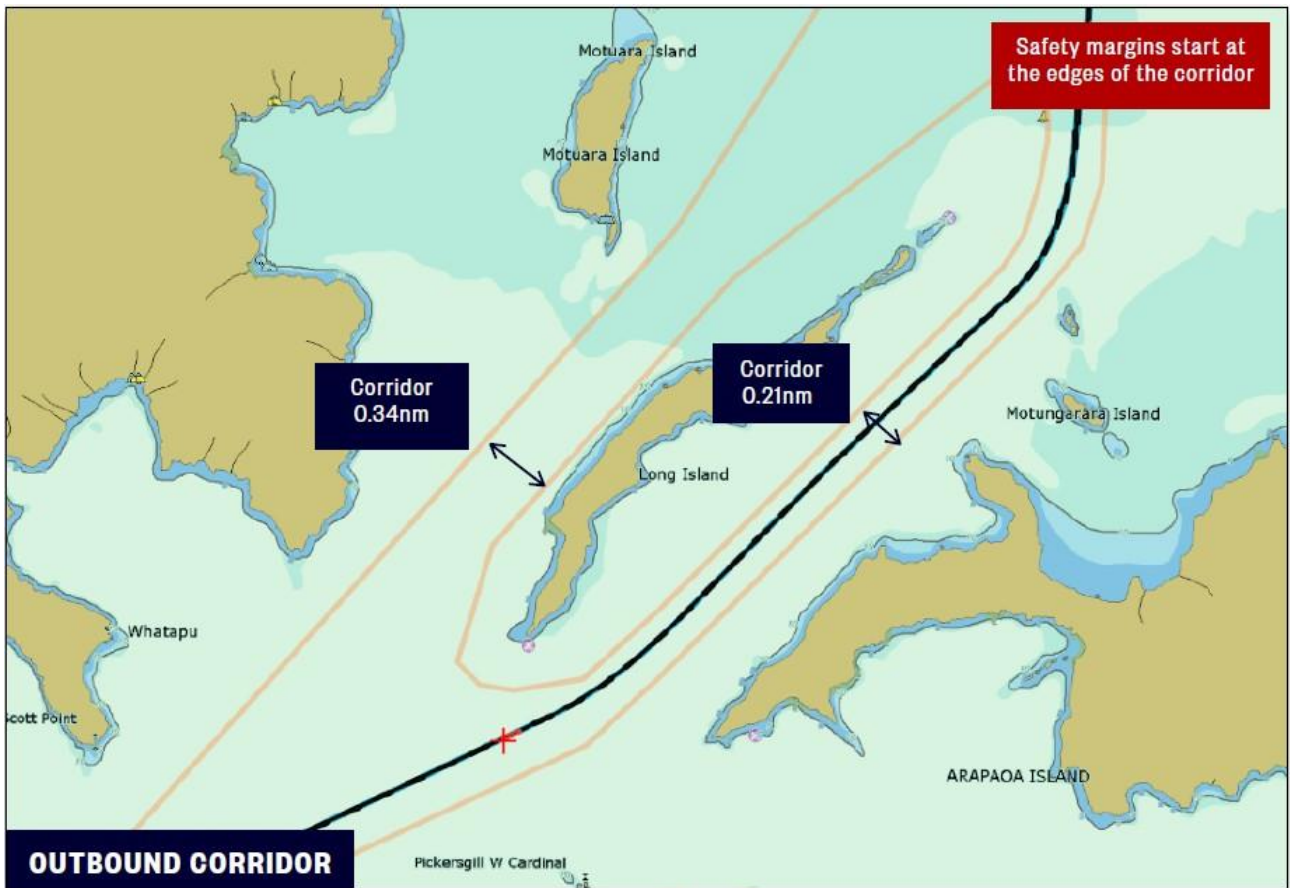 Motuara Island
Safety margins start at
the edges of the corridor
Motuara Island
Corridor
0.34nm
Corridor
0.21nm
Motungarara Island
Long Island
Whatapu
Scott Point
ARAPAOA ISLAND
OUTBOUND CORRIDOR
Pickersgill W Cardinal